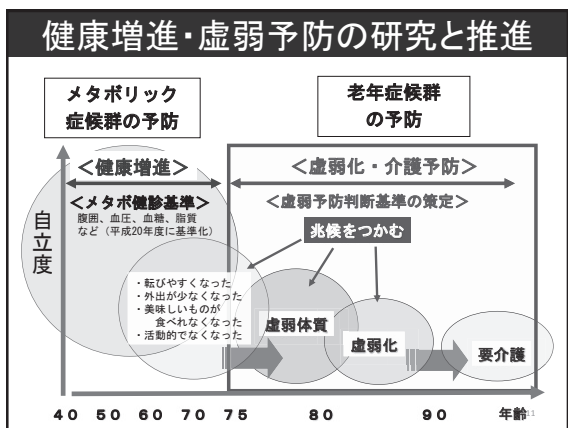 健康増進・虚弱予防の研究と推進
メタボリック
症候群の予防
老年症候群
の予防
＜健康増進＞
＜虚弱化・介護予防＞
＜メタボ健診基準＞
腹囲、血圧、血糖、脂質
など（平成20年度に基準化）
＜虚弱予防判断基準の策定＞
兆候をつかむ
自立度
・転びやすくなった
・外出が少なくなった
・美味しいものが
食べれなくなった
・活動的でなくなった
虚弱体質
虚弱化
要介護
40 50 60 70 75 80 90 年齢
11